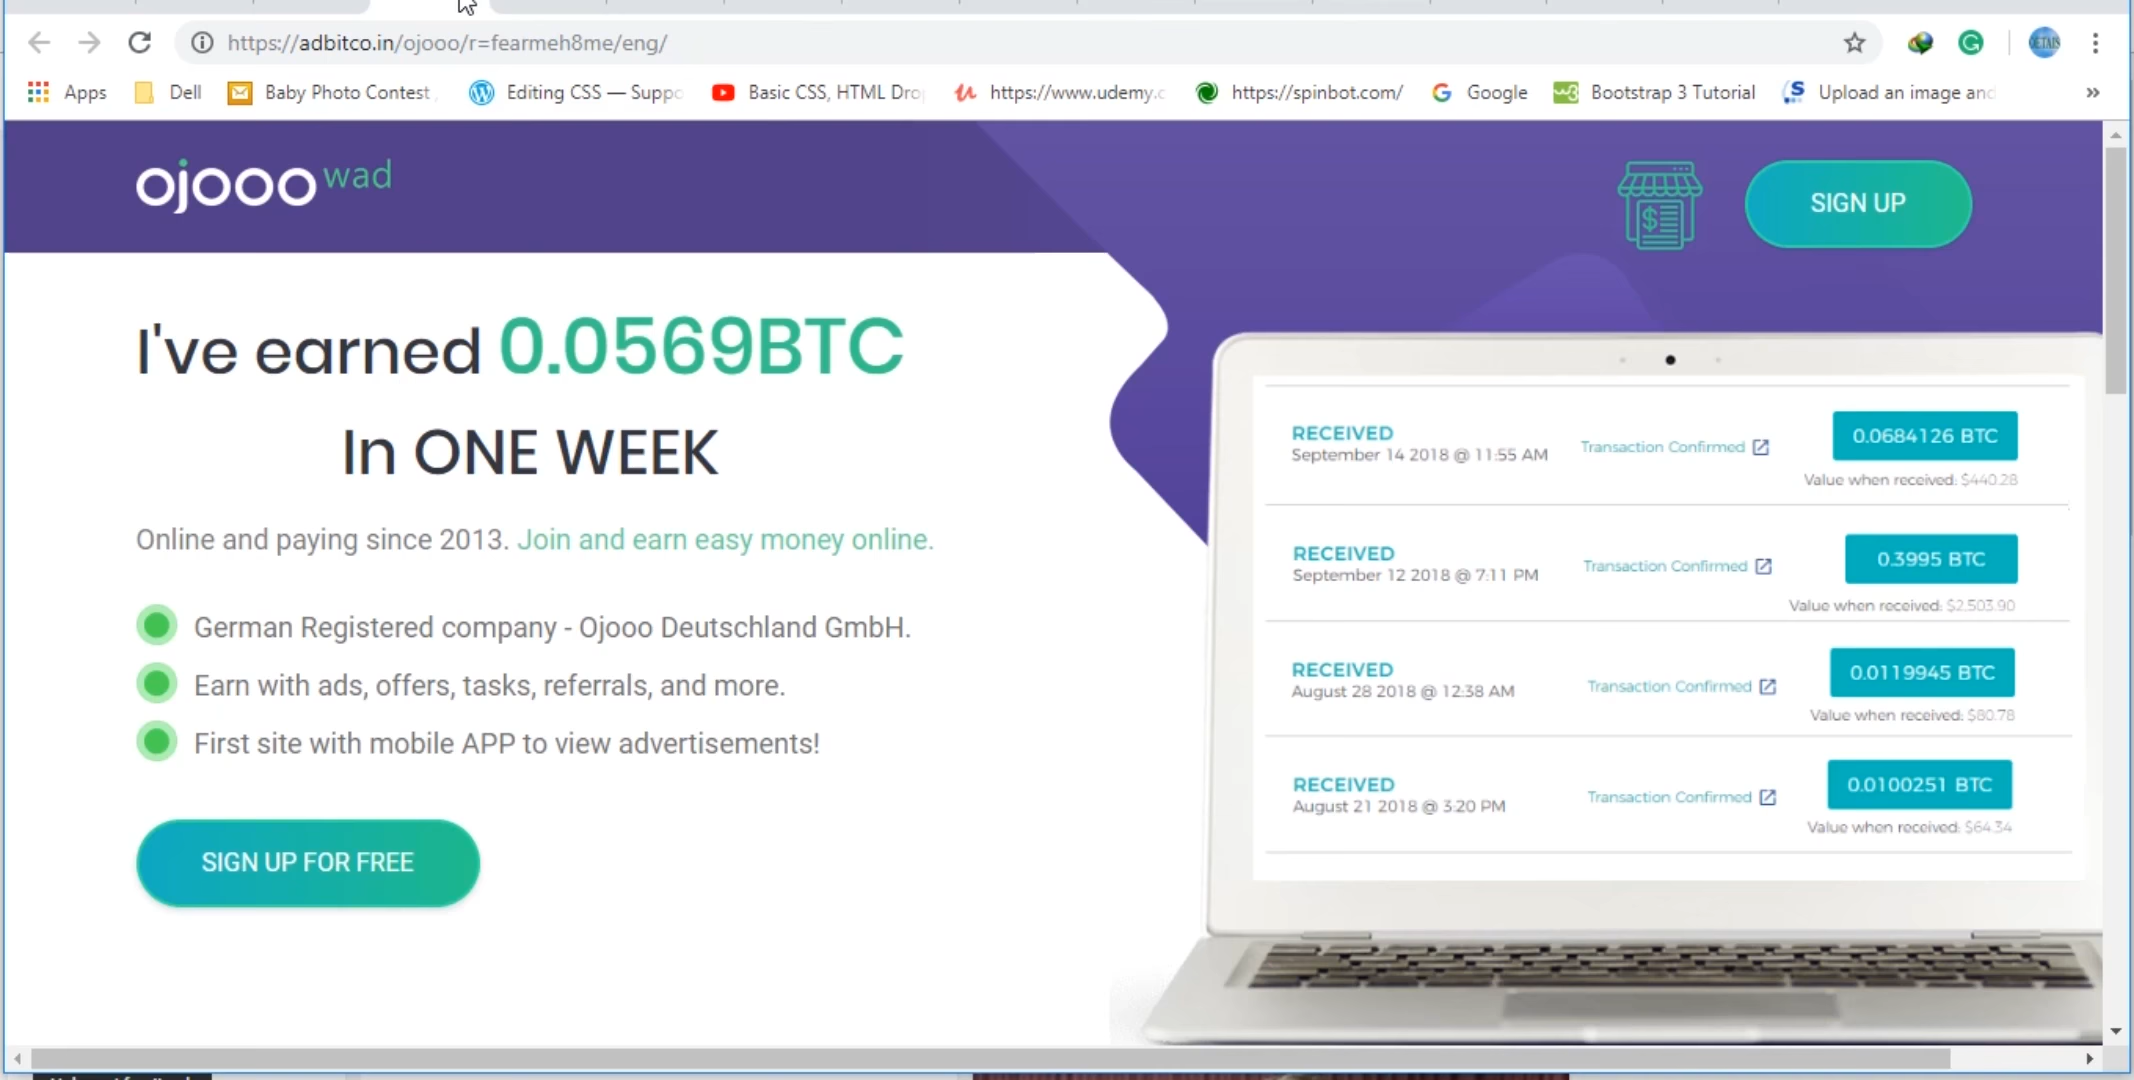 https://adbitco.in/ojooo/r=fearmeh8me/eng/
Apps
Dell
Baby Photo Contest
Editing CSS — Suppo
Basic CSS, HTML Dro
https://www.udemy.c
https://spinbot.com/
Google
Bootstrap 3 Tutorial
Upload an image and
ojooo wad
SIGN UP
I've earned 0.0569BTC
In ONE WEEK
Online and paying since 2013. Join and earn easy money online.
German Registered company - Ojooo Deutschland GmbH.
Earn with ads, offers, tasks, referrals, and more.
First site with mobile APP to view advertisements!
SIGN UP FOR FREE
RECEIVED
September 14 2018 @ 11:55 AM
Transaction Confirmed
0.0684126 BTC
Value when received: $440.28
RECEIVED
September 12 2018 @ 7:11 PM
Transaction Confirmed
0.3995 BTC
Value when received: $2,503.90
RECEIVED
August 28 2018 @ 12:38 AM
Transaction Confirmed
0.0119945 BTC
Value when received: $80.78
RECEIVED
August 21 2018 @ 3:20 PM
Transaction Confirmed
0.0100251 BTC
Value when received: $64.34